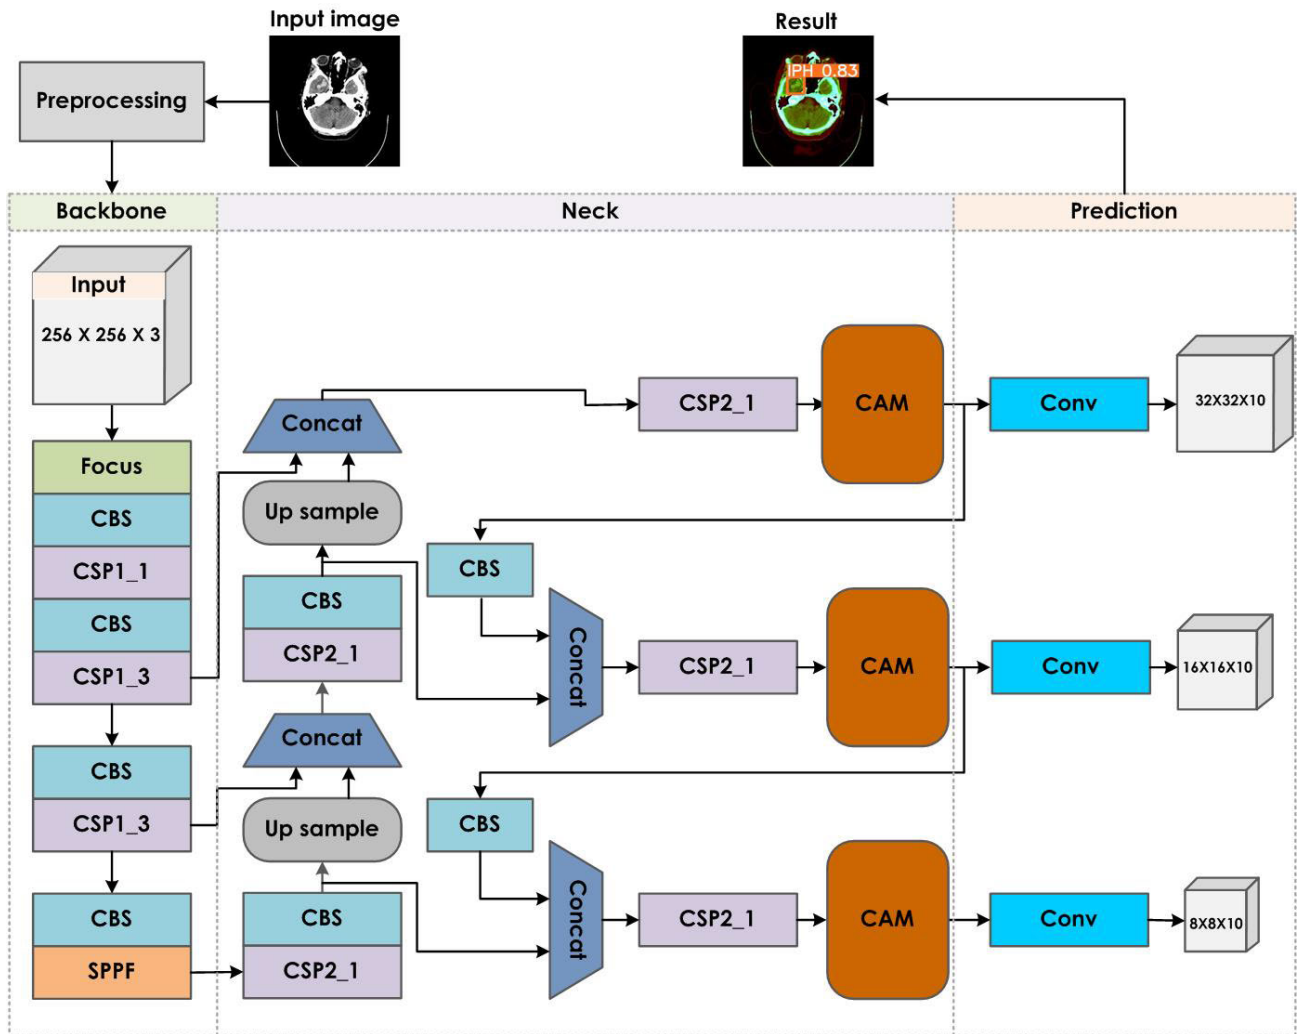 Input image
Result
Preprocessing
IPH 0.83
Backbone
Neck
Prediction
Input
256 X 256 X 3
Focus
CBS
CSP1_1
CBS
CSP1_3
CBS
CSP1_3
CBS
SPPF
Concat
Up sample
CBS
CSP2_1
Concat
Up sample
CBS
CSP2_1
CSP2_1
CAM
Conv
32X32X10
CBS
Concat
CSP2_1
CAM
Conv
16X16X10
CBS
Concat
CSP2_1
CAM
Conv
8X8X10